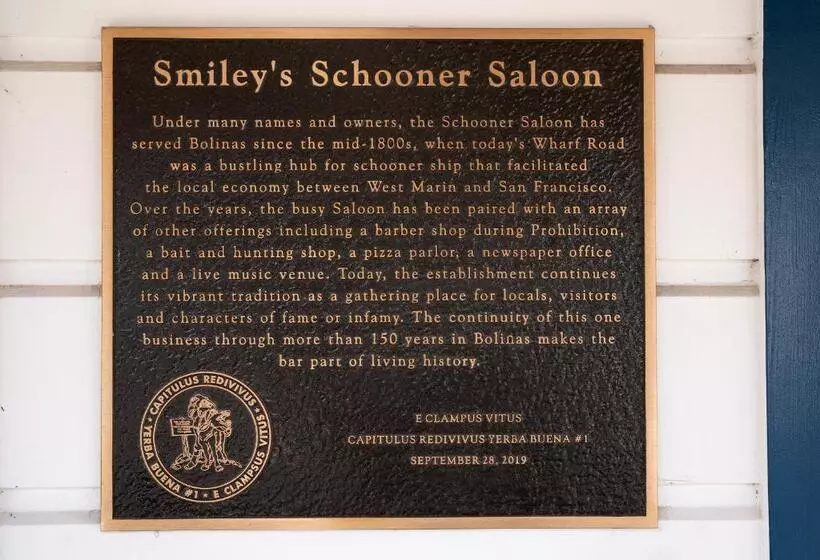 Smiley's Schooner Saloon
Under many names and owners, the Schooner Saloon has
served Bolinas since the mid-1800s, when today's Wharf Road
was a bustling hub for schooner ship that facilitated
the local economy between West Marin and San Francisco.
Over the years, the busy Saloon has been paired with an array
of other offerings including a barber shop during Prohibition,
a bait and hunting shop, a pizza parlor, a newspaper office
and a live music venue. Today, the establishment continues
its vibrant tradition as a gathering place for locals, visitors
and characters of fame or infamy. The continuity of this one
business through more than 150 years in Bolinas makes the
bar part of living history.
CAPITULUS REDIVIVUS • YERBA BUENA #1 • E CLAMPSUS VITUS
E CLAMPUS VITUS
CAPITULUS REDIVIVUS YERBA BUENA #1
SEPTEMBER 28, 2019